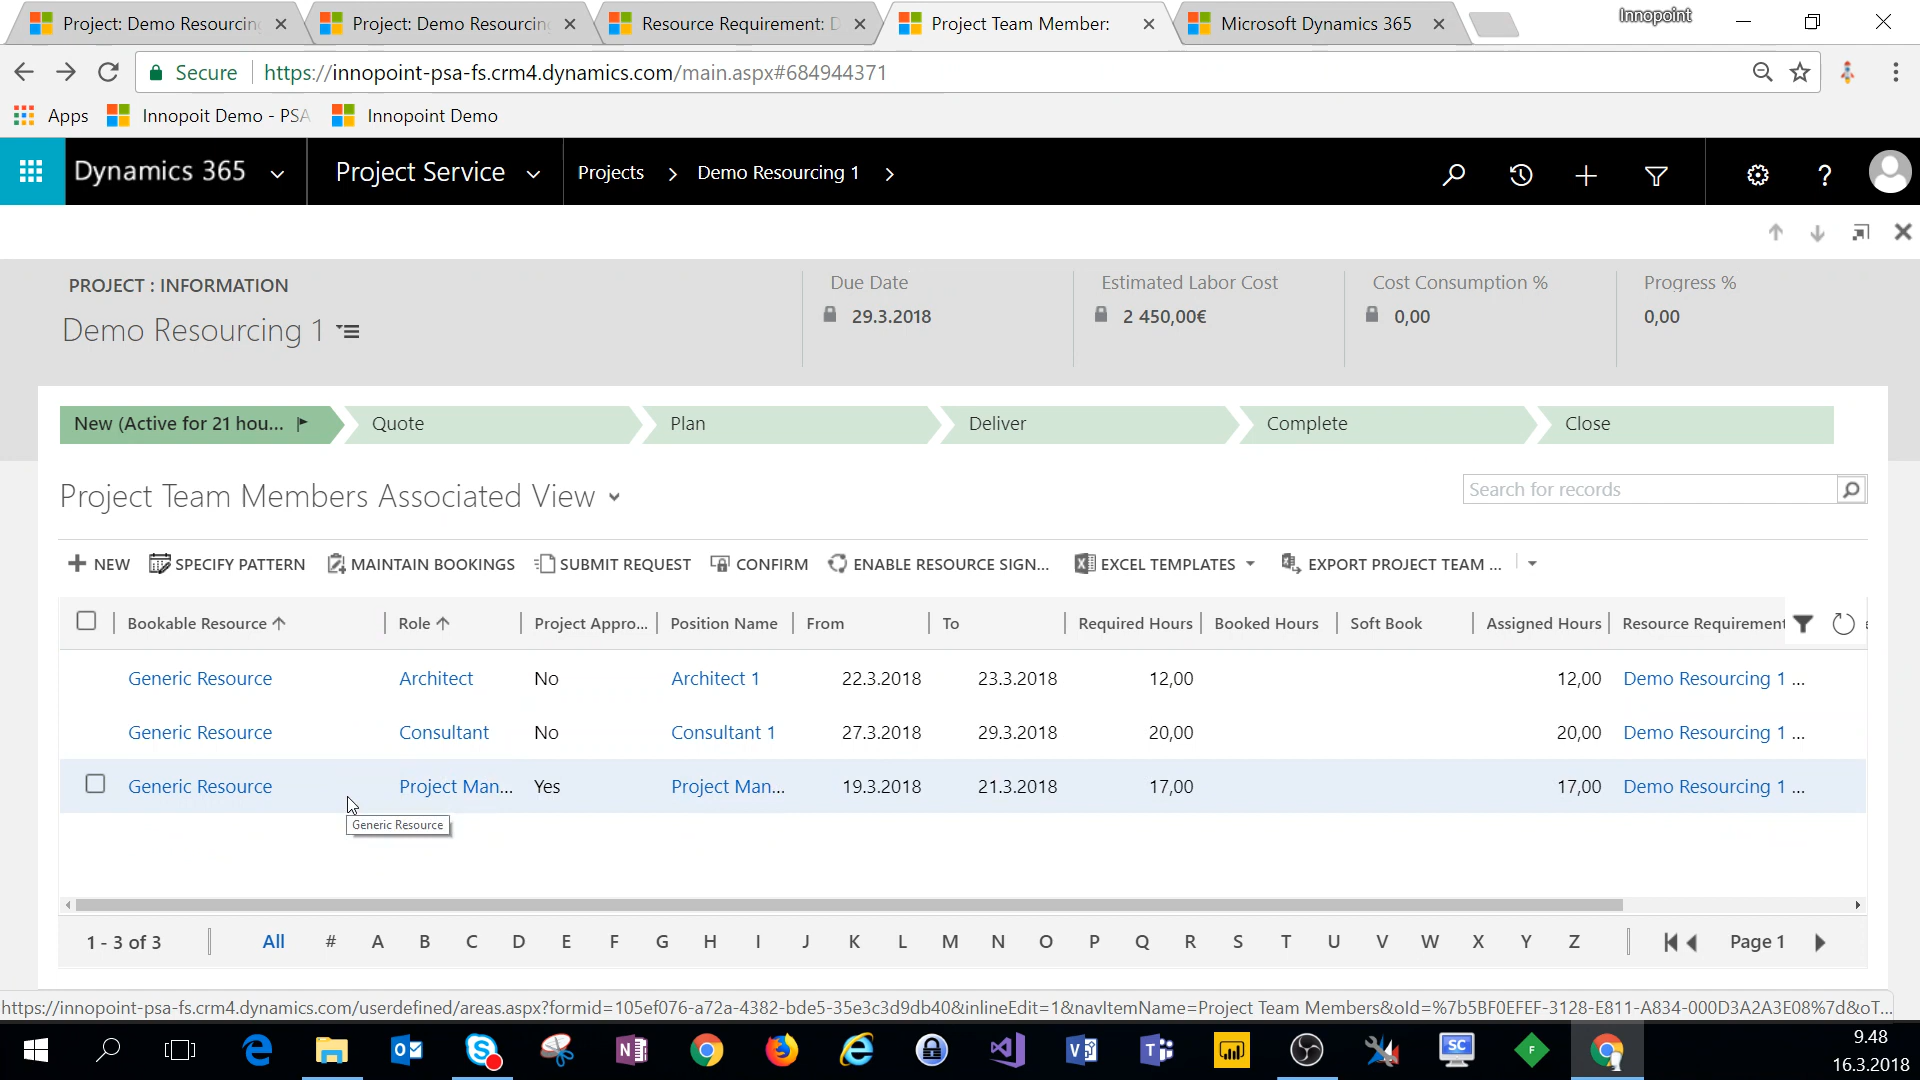 Project: Demo Resourcing
Project: Demo Resourcing
Resource Requirement: D
Project Team Member:
Microsoft Dynamics 365
Innopoint
Secure
https://innopoint-psa-fs.crm4.dynamics.com/main.aspx#684944371
Apps
Innopoit Demo - PSA
Innopoint Demo
Dynamics 365
Project Service
Projects
Demo Resourcing 1
PROJECT : INFORMATION
Demo Resourcing 1
Due Date
29.3.2018
Estimated Labor Cost
2 450,00€
Cost Consumption %
0,00
Progress %
0,00
New (Active for 21 hou...
Quote
Plan
Deliver
Complete
Close
Project Team Members Associated View
Search for records
NEW
SPECIFY PATTERN
MAINTAIN BOOKINGS
SUBMIT REQUEST
CONFIRM
ENABLE RESOURCE SIGN...
EXCEL TEMPLATES
EXPORT PROJECT TEAM ...
Bookable Resource Role Project Appro... Position Name From To Required Hours Booked Hours Soft Book Assigned Hours Resource Requirement
Generic Resource Architect No Architect 1 22.3.2018 23.3.2018 12,00 12,00 Demo Resourcing 1 ...
Generic Resource Consultant No Consultant 1 27.3.2018 29.3.2018 20,00 20,00 Demo Resourcing 1 ...
Generic Resource Project Man... Yes Project Man... 19.3.2018 21.3.2018 17,00 17,00 Demo Resourcing 1 ...
Generic Resource
1 - 3 of 3
All # A B C D E F G H I J K L M N O P Q R S T U V W X Y Z
Page 1
https://innopoint-psa-fs.crm4.dynamics.com/userdefined/areas.aspx?formid=105ef076-a72a-4382-bde5-35e3c3d9db40&inlineEdit=1&navItemName=Project Team Members&oId=%7b5BF0EFEF-3128-E811-A834-000D3A2A3E08%7d&oT...
SC
F
9.48
16.3.2018